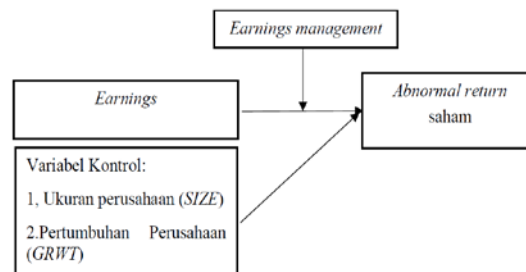 Earnings management
Earnings
Abnormal return
saham
Variabel Kontrol:
1, Ukuran perusahaan (SIZE)
2.Pertumbuhan Perusahaan
(GRWT)